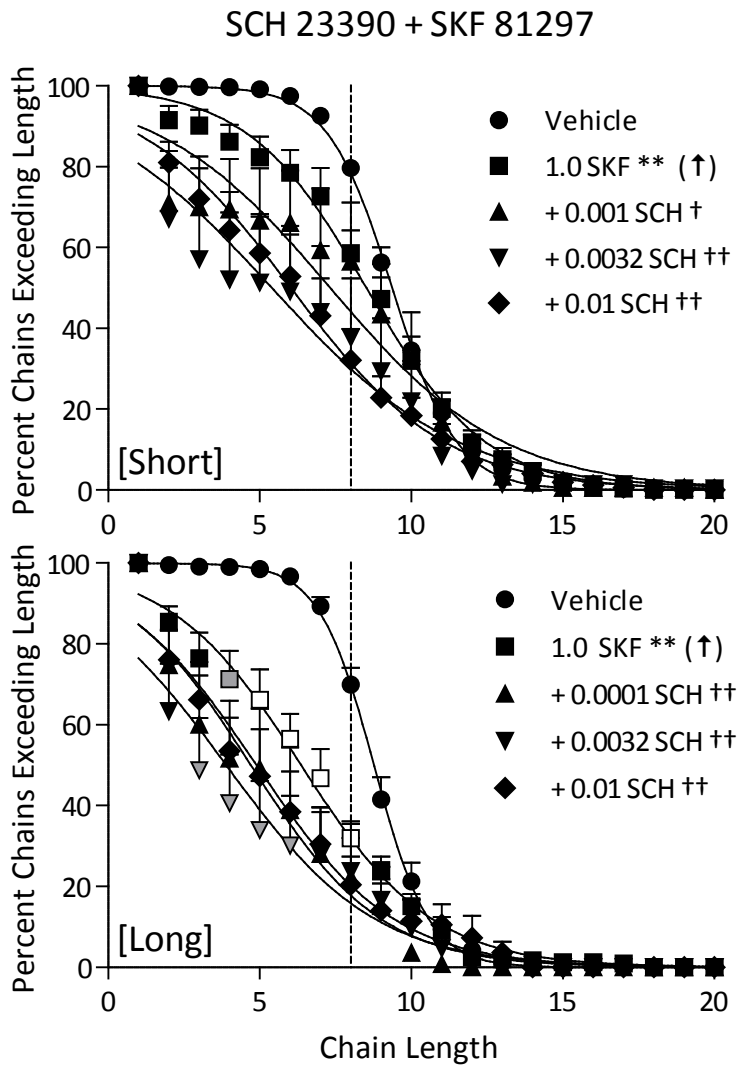 SCH 23390 + SKF 81297
Percent Chains Exceeding Length
100
80
60
40
20
0
Vehicle
1.0 SKF ** (↑)
+ 0.001 SCH †
+ 0.0032 SCH ††
+ 0.01 SCH ††
[Short]
0 5 10 15 20
Percent Chains Exceeding Length
100
80
60
40
20
0
Vehicle
1.0 SKF ** (↑)
+ 0.0001 SCH ††
+ 0.0032 SCH ††
+ 0.01 SCH ††
[Long]
0 5 10 15 20
Chain Length